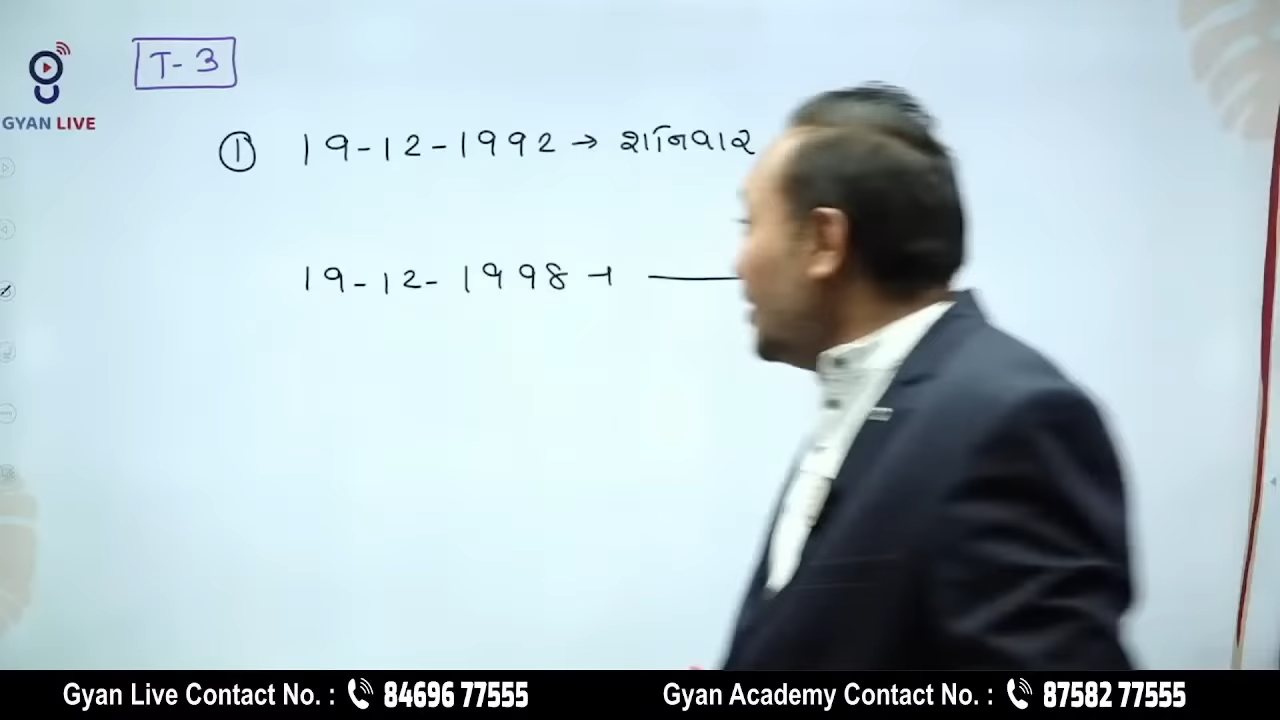 T-3
GYAN LIVE
① 19-12-1992 → શનિવાર
19-12-1998 →
Gyan Live Contact No. : 84696 77555 Gyan Academy Contact No. : 87582 77555